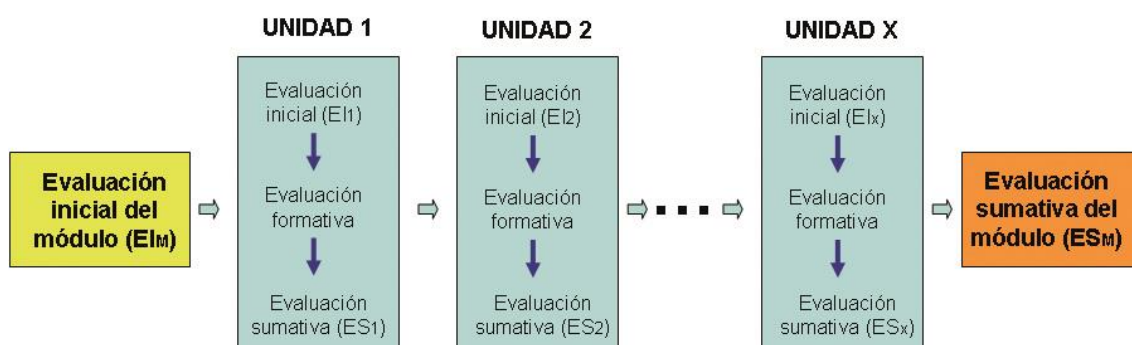 UNIDAD 1
UNIDAD 2
UNIDAD X
Evaluación
inicial del
módulo (EIM)
Evaluación
inicial (EI1)
Evaluación
formativa
Evaluación
sumativa (ES1)
Evaluación
inicial (EI2)
Evaluación
formativa
Evaluación
sumativa (ES2)
Evaluación
inicial (EIx)
Evaluación
formativa
Evaluación
sumativa (ESx)
Evaluación
sumativa del
módulo (ESM)